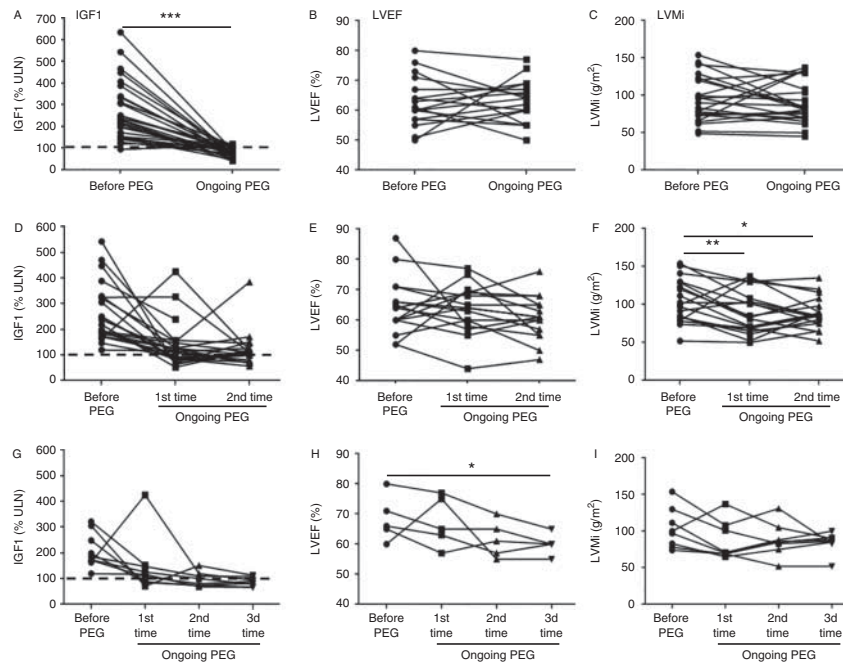 A IGF1
IGF1 (% ULN)
700
600
500
400
300
200
100
0
***
Before PEG Ongoing PEG
B LVEF
LVEF (%)
90
80
70
60
50
40
Before PEG Ongoing PEG
C LVMi
LVMi (g/m²)
200
150
100
50
0
Before PEG Ongoing PEG
D
IGF1 (% ULN)
600
500
400
300
200
100
0
Before 1st time 2nd time
PEG
Ongoing PEG
E
LVEF (%)
90
80
70
60
50
40
Before 1st time 2nd time
PEG
Ongoing PEG
F
LVMi (g/m²)
200
150
100
50
0
*
**
Before 1st time 2nd time
PEG
Ongoing PEG
G
IGF1 (% ULN)
600
500
400
300
200
100
0
Before 1st 2nd 3d
PEG time time time
Ongoing PEG
H
LVEF (%)
90
80
70
60
50
40
*
Before 1st 2nd 3d
PEG time time time
Ongoing PEG
I
LVMi (g/m²)
200
150
100
50
0
Before 1st 2nd 3d
PEG time time time
Ongoing PEG